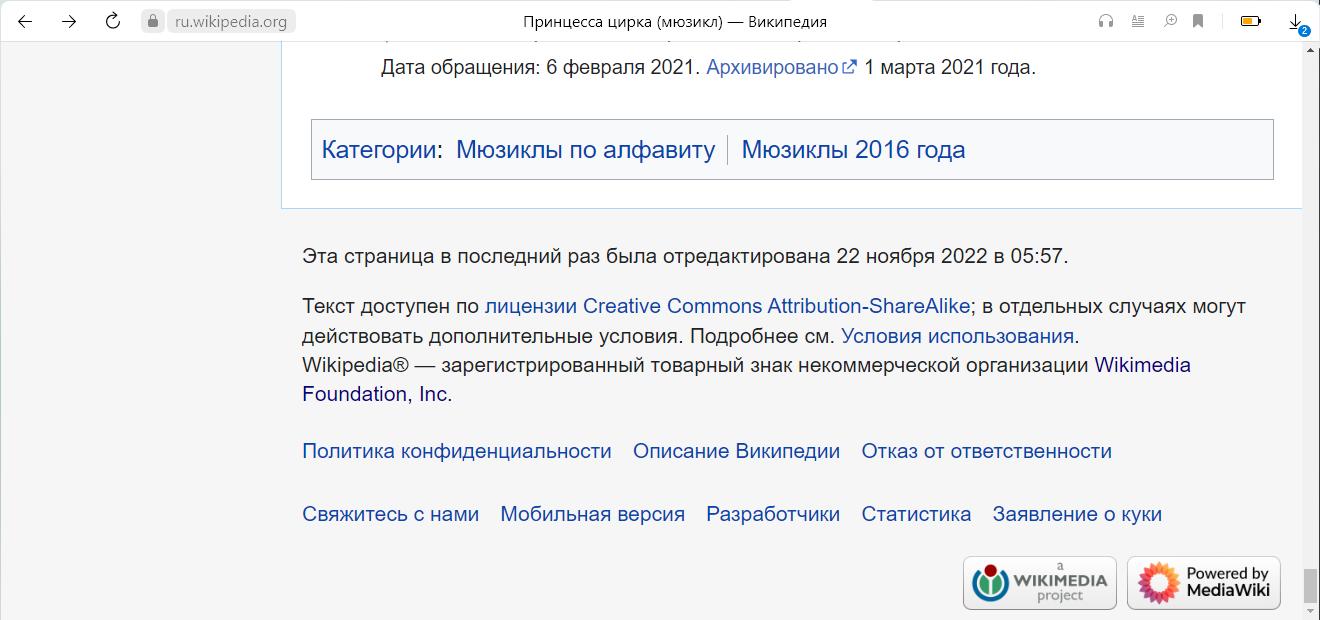 ru.wikipedia.org
Принцесса цирка (мюзикл) — Википедия
2
Дата обращения: 6 февраля 2021. Архивировано 1 марта 2021 года.
Категории: Мюзиклы по алфавиту | Мюзиклы 2016 года
Эта страница в последний раз была отредактирована 22 ноября 2022 в 05:57.
Текст доступен по лицензии Creative Commons Attribution-ShareAlike; в отдельных случаях могут
действовать дополнительные условия. Подробнее см. Условия использования.
Wikipedia® — зарегистрированный товарный знак некоммерческой организации Wikimedia
Foundation, Inc.
Политика конфиденциальности Описание Википедии Отказ от ответственности
Свяжитесь с нами Мобильная версия Разработчики Статистика Заявление о куки
a
WIKIMEDIA
project
Powered by
MediaWiki